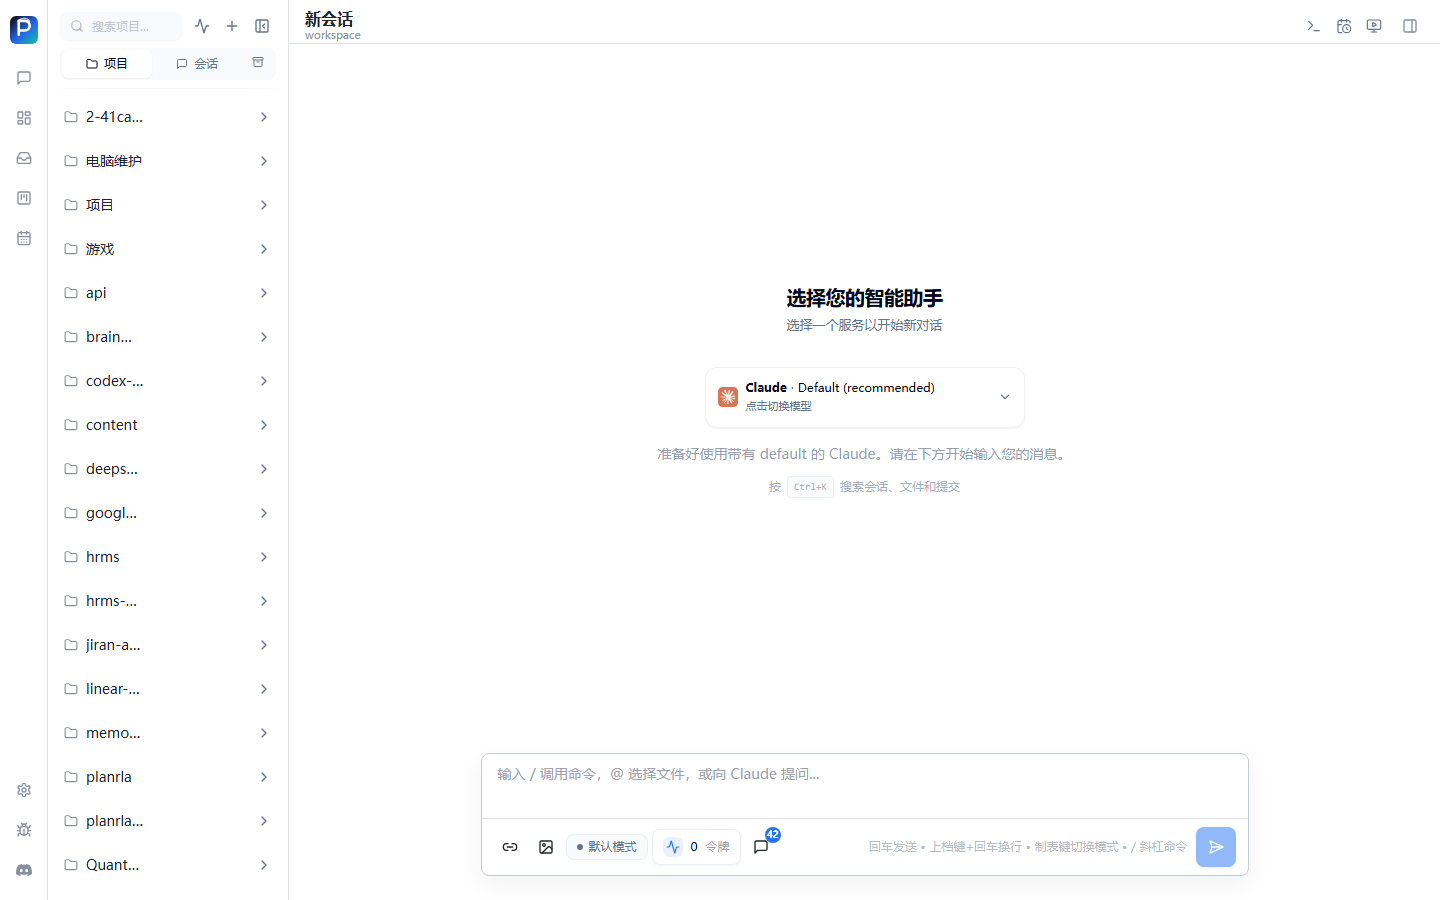 P
搜索项目...
项目
会话
2-41ca...
电脑维护
项目
游戏
api
brain...
codex-...
content
deeps...
googl...
hrms
hrms-...
jiran-a...
linear-...
memo...
planrla
planrla...
Quant...
新会话
workspace
选择您的智能助手
选择一个服务以开始新对话
Claude · Default (recommended)
点击切换模型
准备好使用带有 default 的 Claude。请在下方开始输入您的消息。
按 Ctrl+K 搜索会话、文件和提交
输入 / 调用命令，@ 选择文件，或向 Claude 提问...
默认模式
0 令牌
42
回车发送 • 上档键+回车换行 • 制表键切换模式 • / 斜杠命令